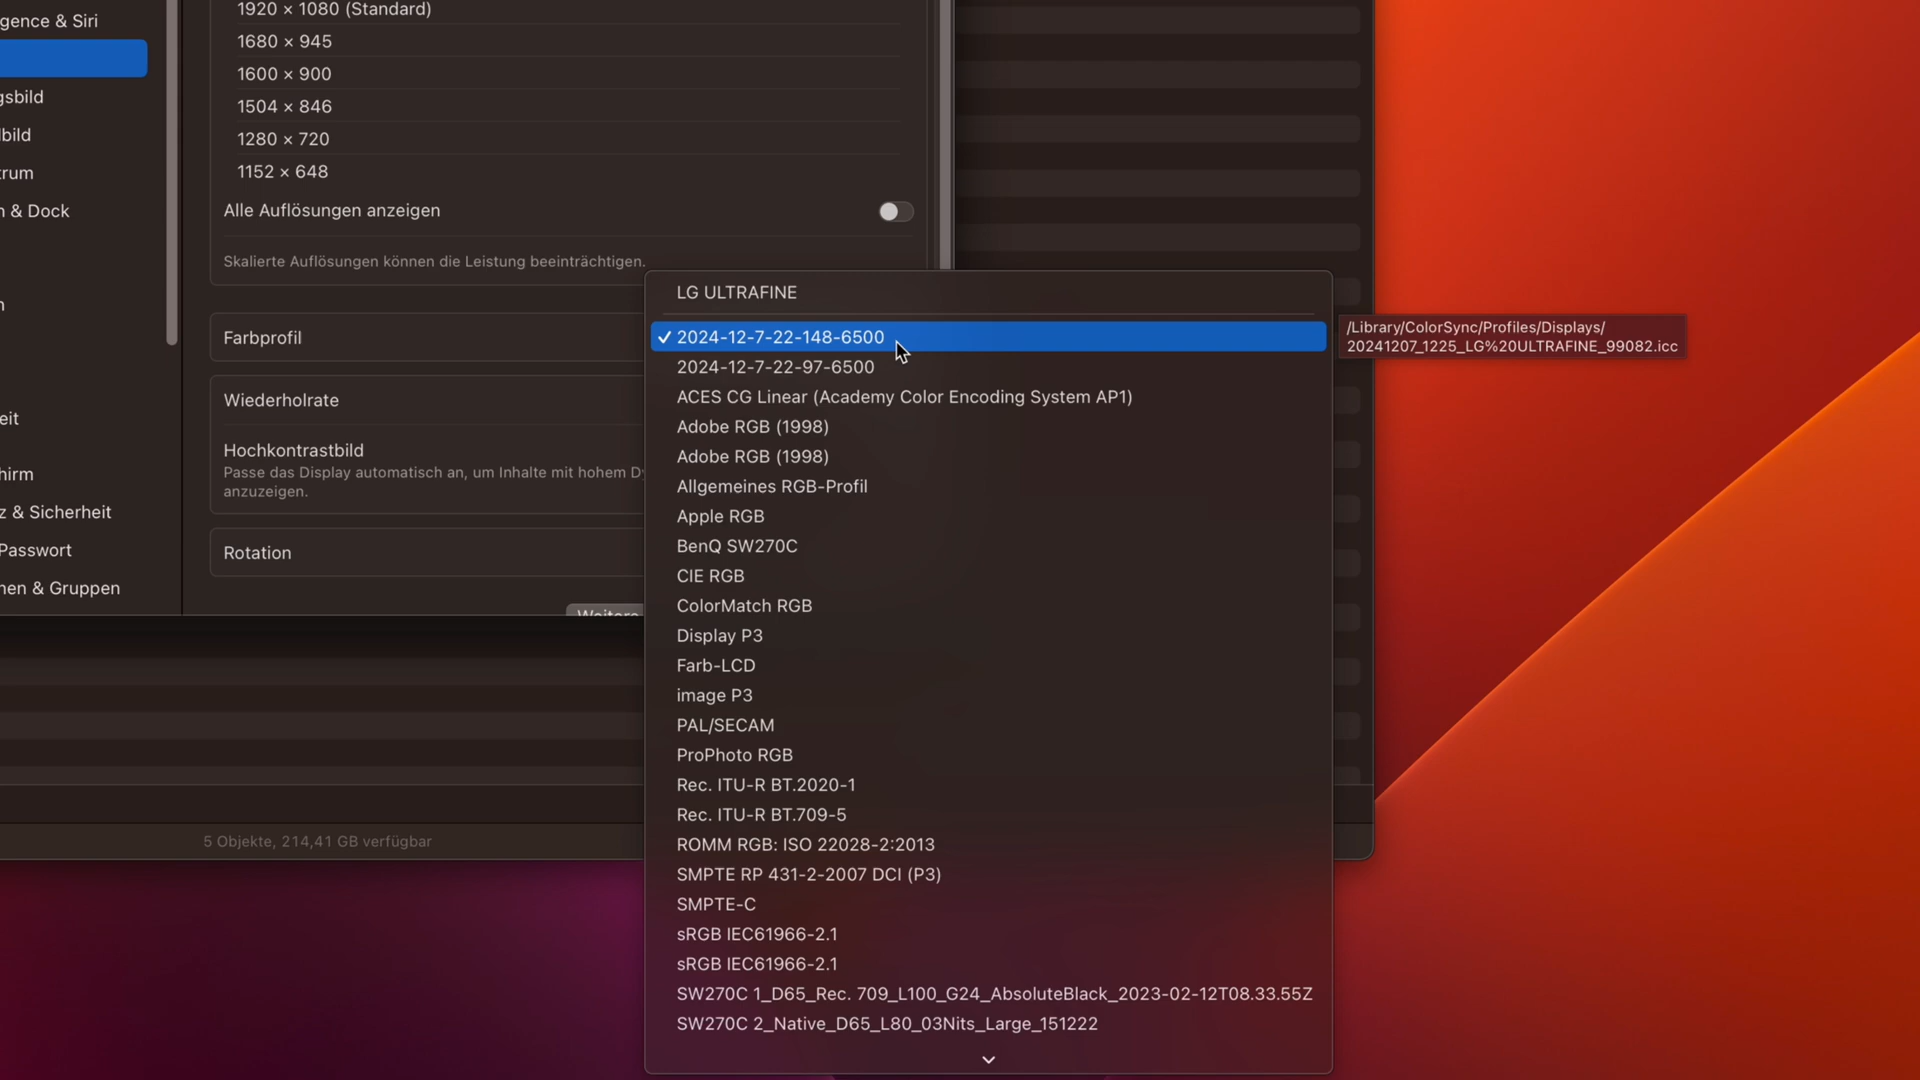 gence & Siri
gsbild
lbild
trum
n & Dock
n
eit
hirm
z & Sicherheit
Passwort
nen & Gruppen
1920 × 1080 (Standard)
1680 × 945
1600 × 900
1504 × 846
1280 × 720
1152 × 648
Alle Auflösungen anzeigen
Skalierte Auflösungen können die Leistung beeinträchtigen.
Farbprofil
Wiederholrate
Hochkontrastbild
Passe das Display automatisch an, um Inhalte mit hohem Dy
anzuzeigen.
Rotation
Weitere
5 Objekte, 214,41 GB verfügbar
LG ULTRAFINE
✓ 2024-12-7-22-148-6500
2024-12-7-22-97-6500
ACES CG Linear (Academy Color Encoding System AP1)
Adobe RGB (1998)
Adobe RGB (1998)
Allgemeines RGB-Profil
Apple RGB
BenQ SW270C
CIE RGB
ColorMatch RGB
Display P3
Farb-LCD
image P3
PAL/SECAM
ProPhoto RGB
Rec. ITU-R BT.2020-1
Rec. ITU-R BT.709-5
ROMM RGB: ISO 22028-2:2013
SMPTE RP 431-2-2007 DCI (P3)
SMPTE-C
sRGB IEC61966-2.1
sRGB IEC61966-2.1
SW270C 1_D65_Rec. 709_L100_G24_AbsoluteBlack_2023-02-12T08.33.55Z
SW270C 2_Native_D65_L80_03Nits_Large_151222
/Library/ColorSync/Profiles/Displays/
20241207_1225_LG%20ULTRAFINE_99082.icc